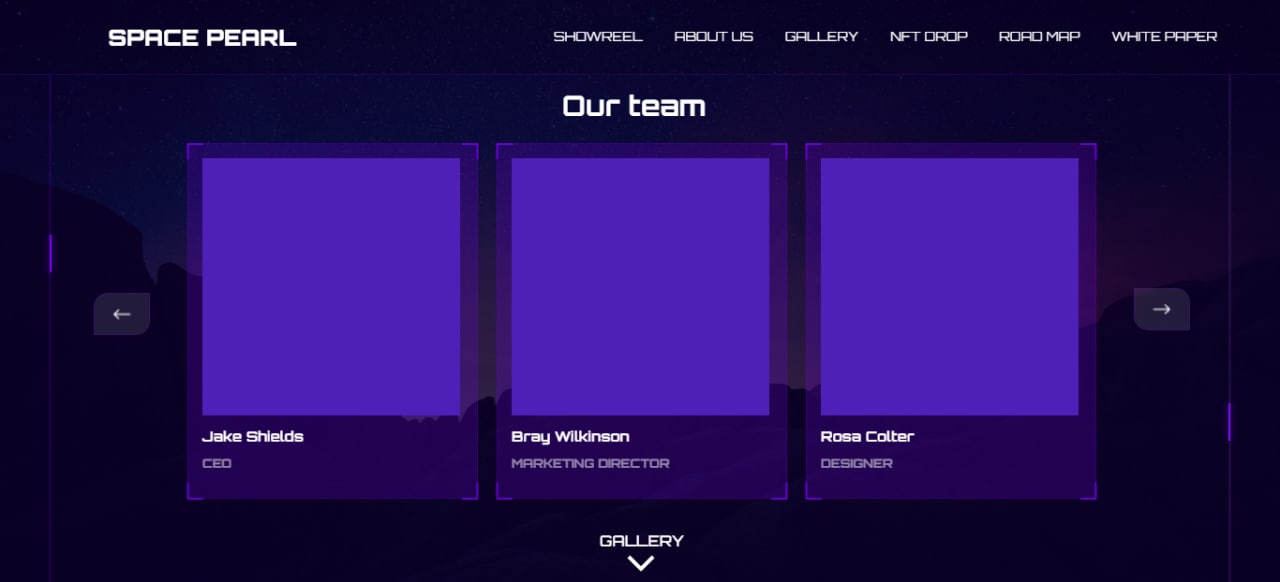 SPACE PEARL
SHOWREEL ABOUT US GALLERY NFT DROP ROAD MAP WHITE PAPER
Our team
Jake Shields
CEO
Bray Wilkinson
MARKETING DIRECTOR
Rosa Colter
DESIGNER
GALLERY